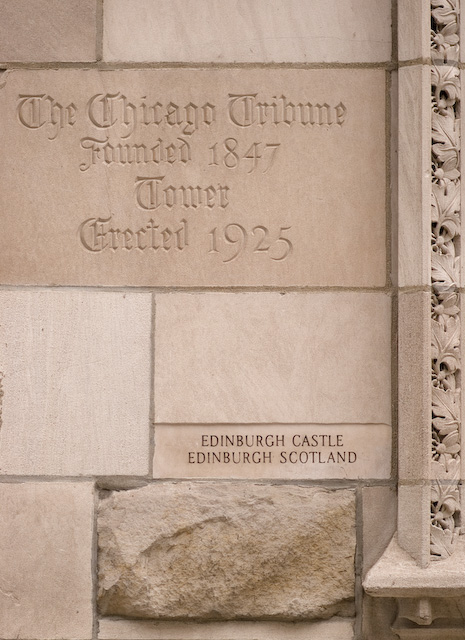 The Chicago Tribune
Founded 1847
Tower
Erected 1925
EDINBURGH CASTLE
EDINBURGH SCOTLAND